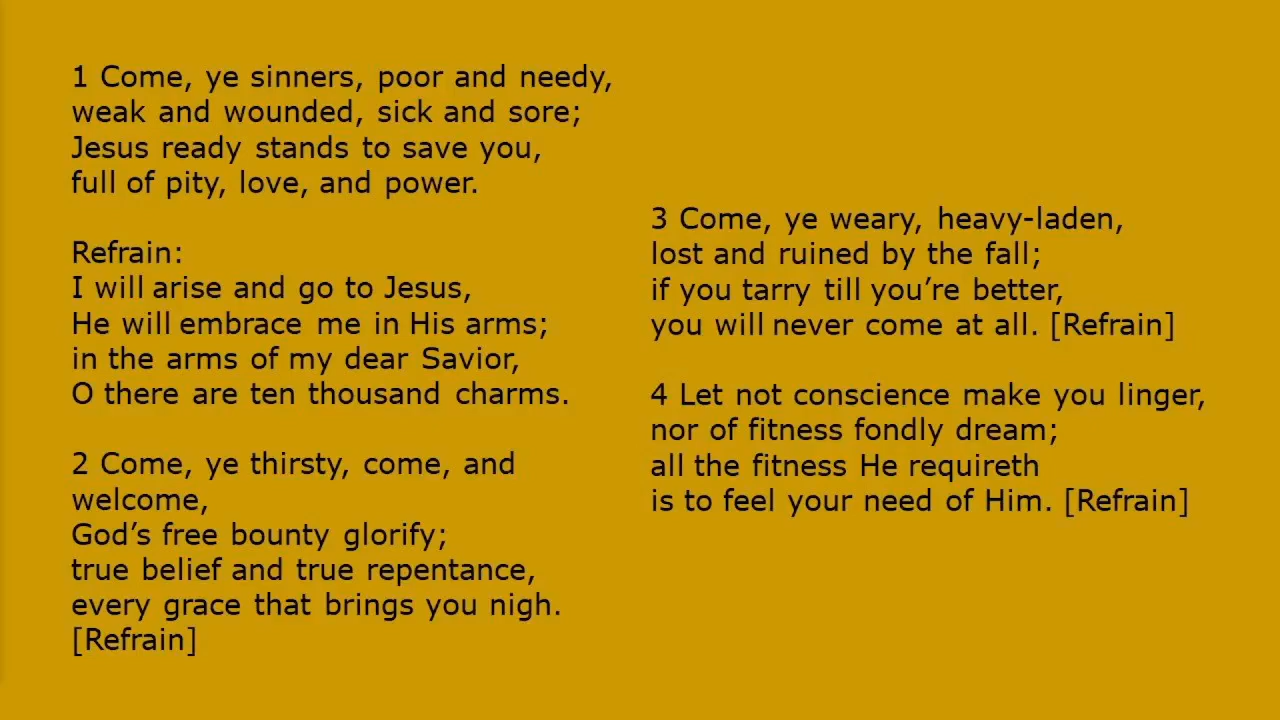 1 Come, ye sinners, poor and needy,
weak and wounded, sick and sore;
Jesus ready stands to save you,
full of pity, love, and power.
Refrain:
I will arise and go to Jesus,
He will embrace me in His arms;
in the arms of my dear Savior,
O there are ten thousand charms.
2 Come, ye thirsty, come, and
welcome,
God’s free bounty glorify;
true belief and true repentance,
every grace that brings you nigh.
[Refrain]
3 Come, ye weary, heavy-laden,
lost and ruined by the fall;
if you tarry till you’re better,
you will never come at all. [Refrain]
4 Let not conscience make you linger,
nor of fitness fondly dream;
all the fitness He requireth
is to feel your need of Him. [Refrain]